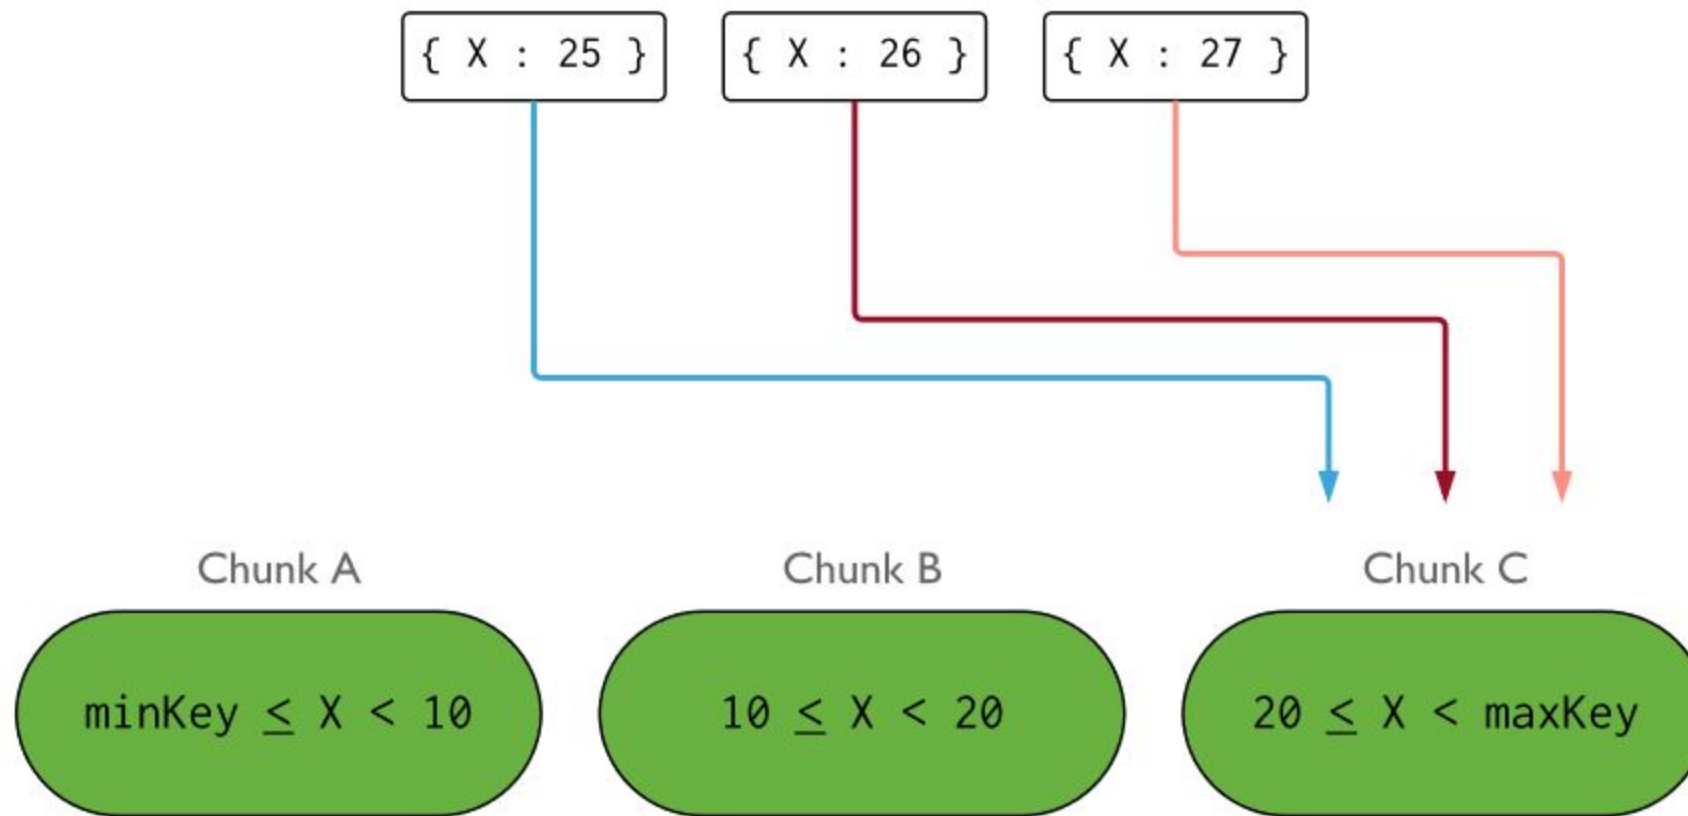 { X : 25 } { X : 26 } { X : 27 }
Chunk A Chunk B Chunk C
minKey ≤ X < 10 10 ≤ X < 20 20 ≤ X < maxKey